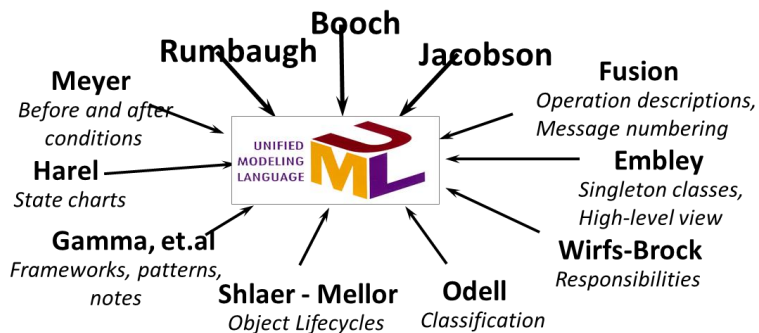 Booch
Rumbaugh
Jacobson
Meyer
Before and after
conditions
Fusion
Operation descriptions,
Message numbering
UNIFIED
MODELING
LANGUAGE
UML
Harel
State charts
Embley
Singleton classes,
High-level view
Gamma, et.al
Frameworks, patterns,
notes
Wirfs-Brock
Responsibilities
Shlaer - Mellor
Object Lifecycles
Odell
Classification